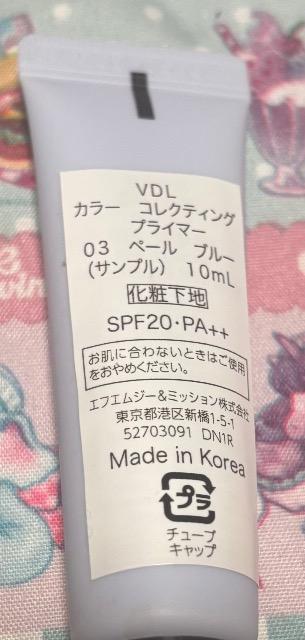 VDL
カラー コレクティング
プライマー
03 ペール ブルー
(サンプル) 10mL
化粧下地
SPF20・PA++
お肌に合わないときはご使用
をおやめください。
エフエムジー&ミッション株式会社
東京都港区新橋1-5-1
52703091 DN1R
Made in Korea
プラ
チューブ
キャップ